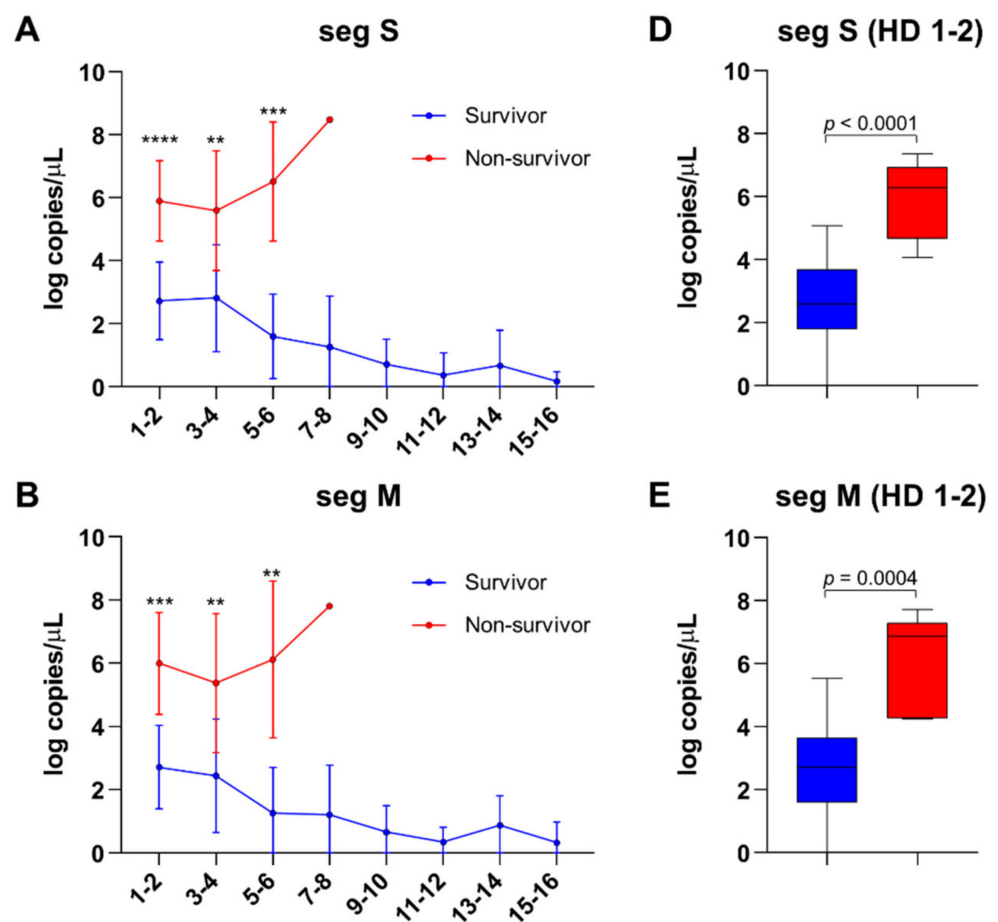 A
seg S
log copies/μL
10
8
6
4
2
0
****
**
***
Survivor
Non-survivor
1-2
3-4
5-6
7-8
9-10
11-12
13-14
15-16
D
seg S (HD 1-2)
log copies/μL
10
8
6
4
2
0
p < 0.0001
B
seg M
log copies/μL
10
8
6
4
2
0
***
**
**
Survivor
Non-survivor
1-2
3-4
5-6
7-8
9-10
11-12
13-14
15-16
E
seg M (HD 1-2)
log copies/μL
10
8
6
4
2
0
p = 0.0004